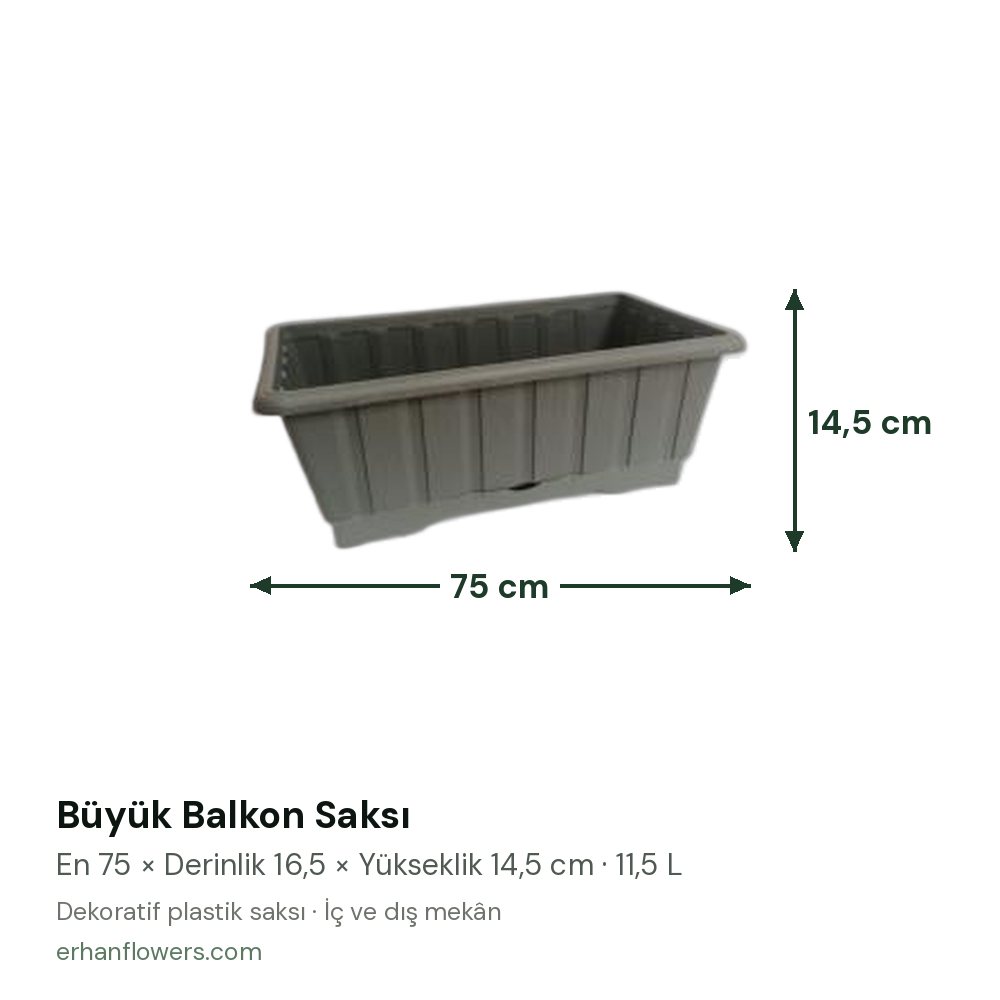 14,5 cm
75 cm
Büyük Balkon Saksı
En 75 × Derinlik 16,5 × Yükseklik 14,5 cm · 11,5 L
Dekoratif plastik saksı · İç ve dış mekân
erhanflowers.com